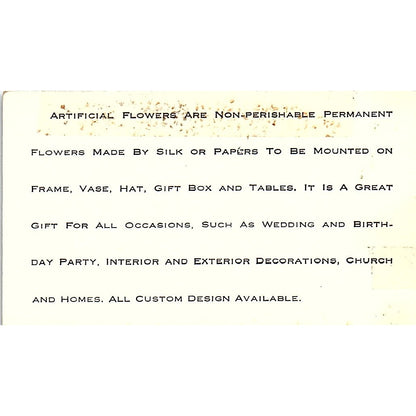 Artificial Flowers Are Non-perishable Permanent
Flowers Made By Silk or Papers To Be Mounted on
Frame, Vase, Hat, Gift Box and Tables. It Is A Great
Gift For All Occasions, Such As Wedding and Birth-
day Party, Interior and Exterior Decorations, Church
and Homes. All Custom Design Available.